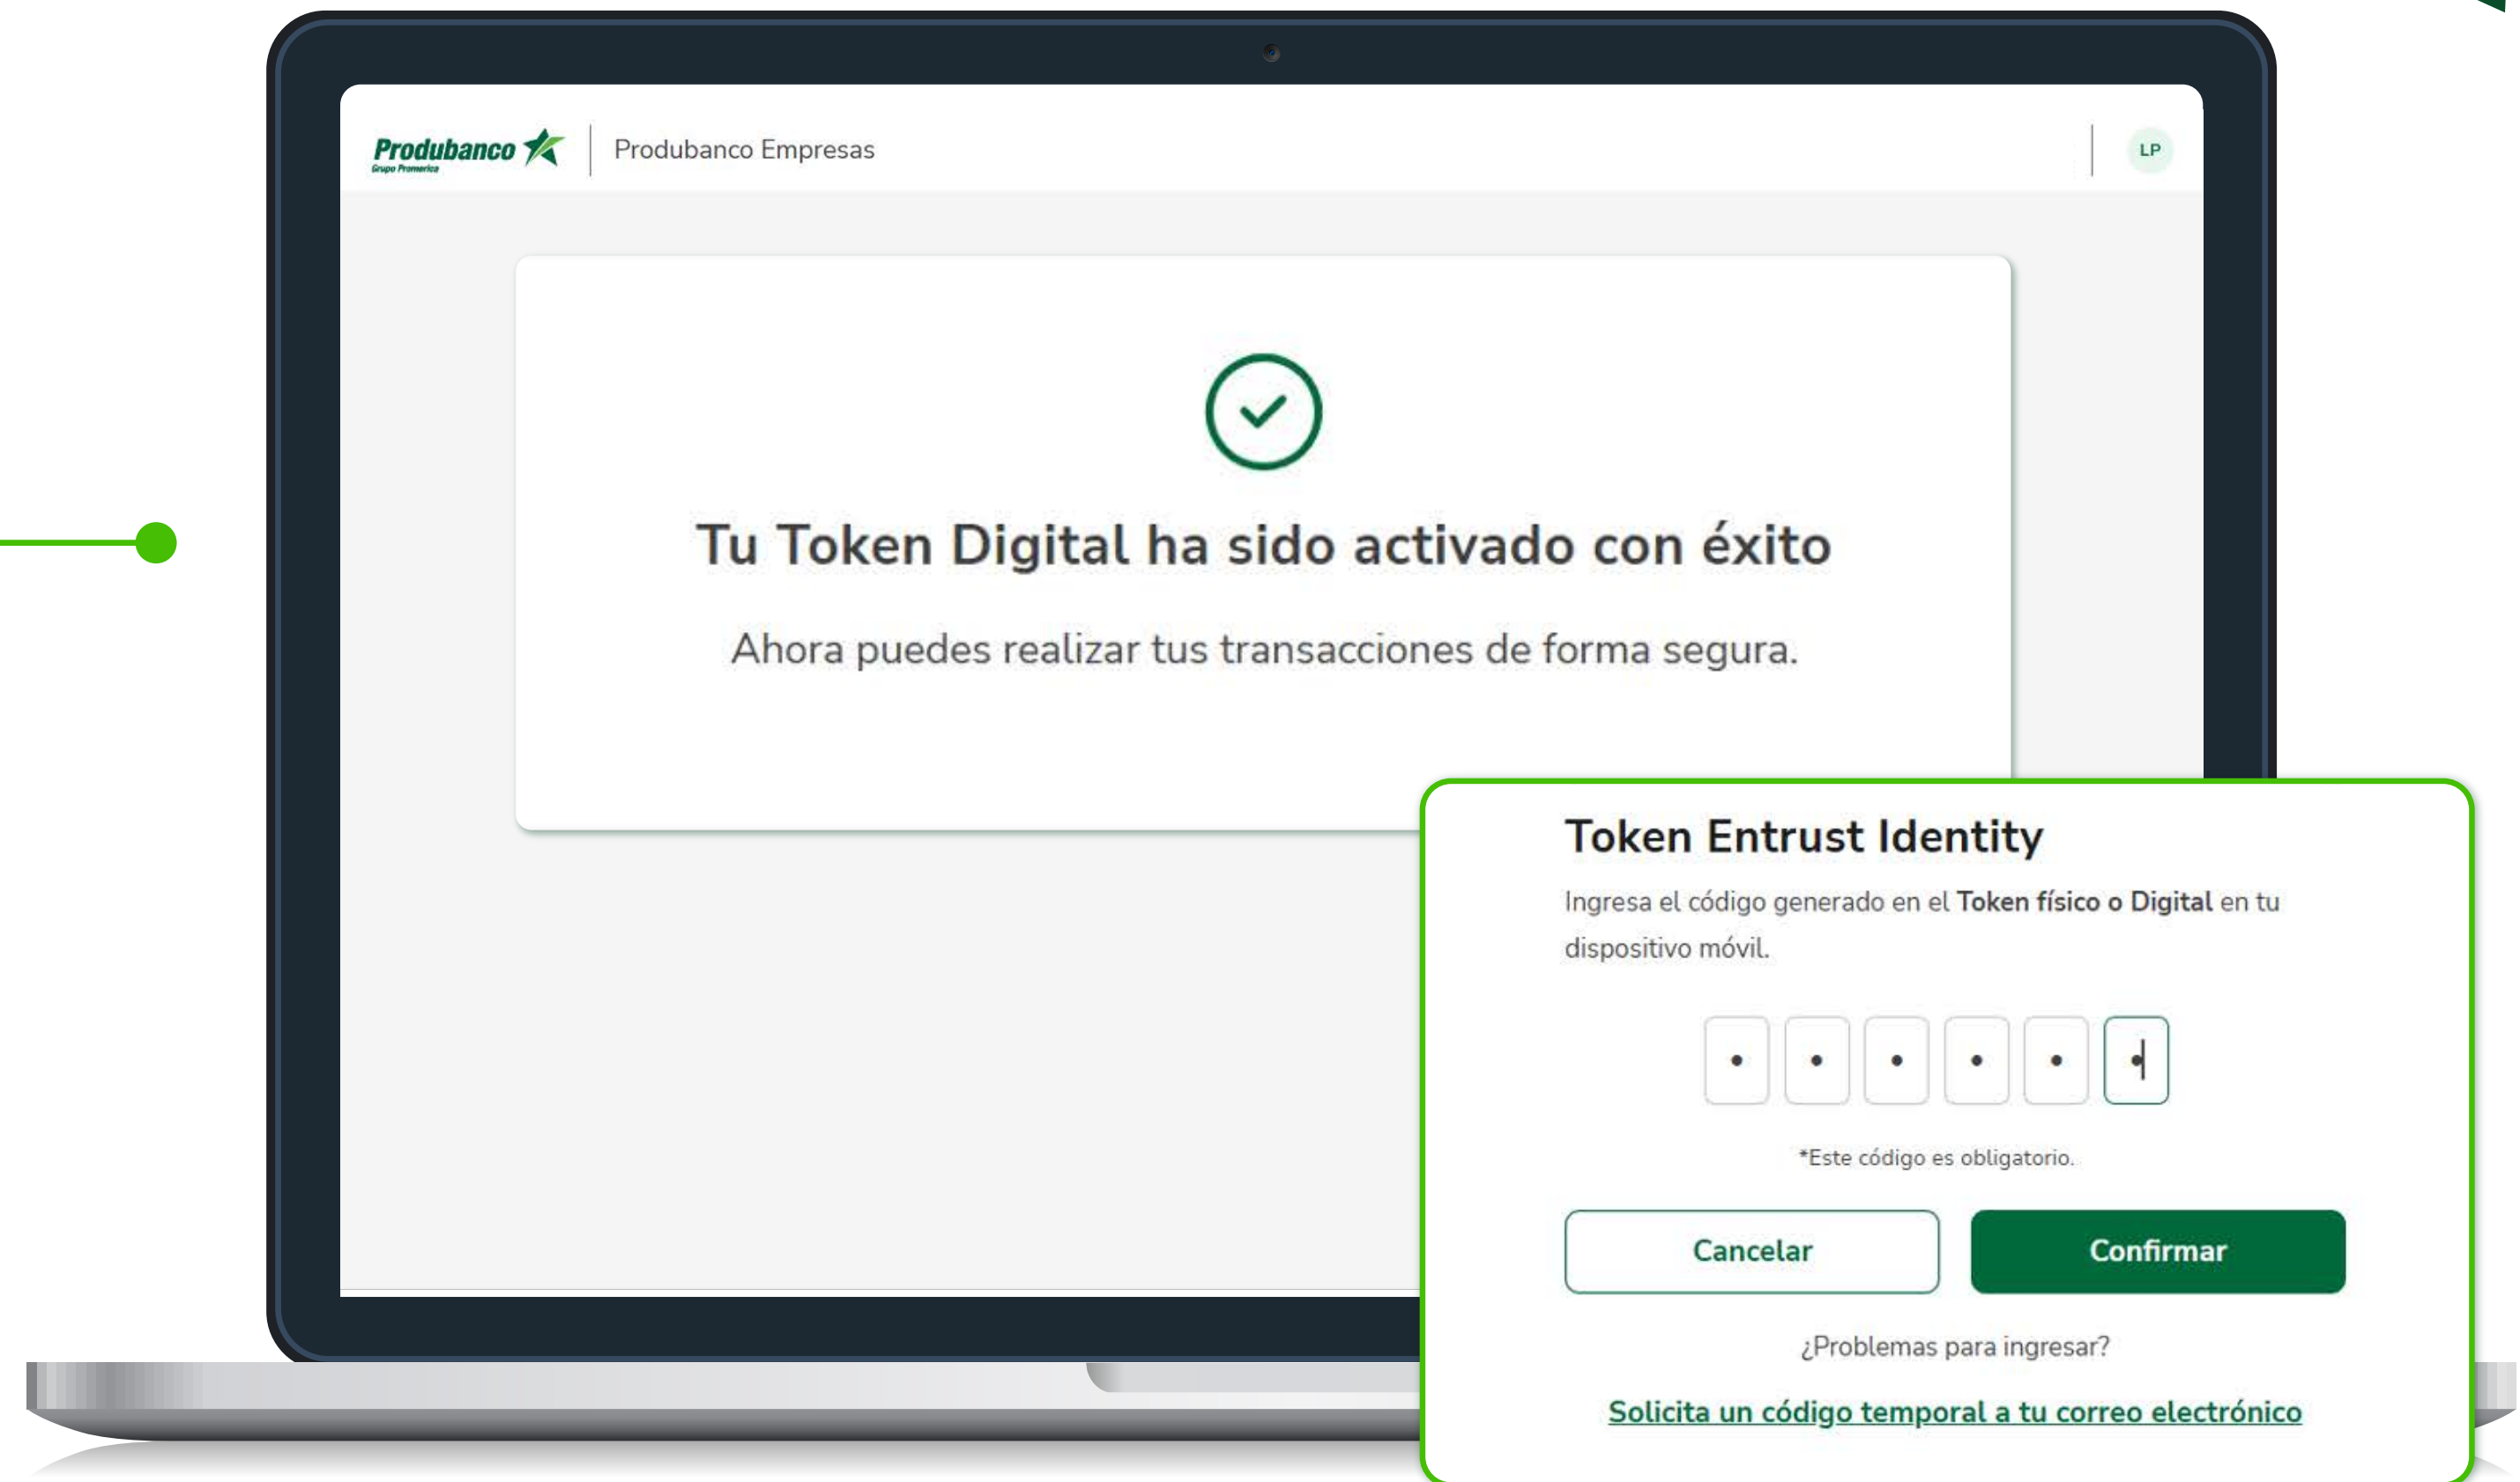 Produbanco
Grupo Promerica
Produbanco Empresas
LP
Tu Token Digital ha sido activado con éxito
Ahora puedes realizar tus transacciones de forma segura.
Token Entrust Identity
Ingresa el código generado en el Token físico o Digital en tu
dispositivo móvil.
*Este código es obligatorio.
Cancelar
Confirmar
¿Problemas para ingresar?
Solicita un código temporal a tu correo electrónico